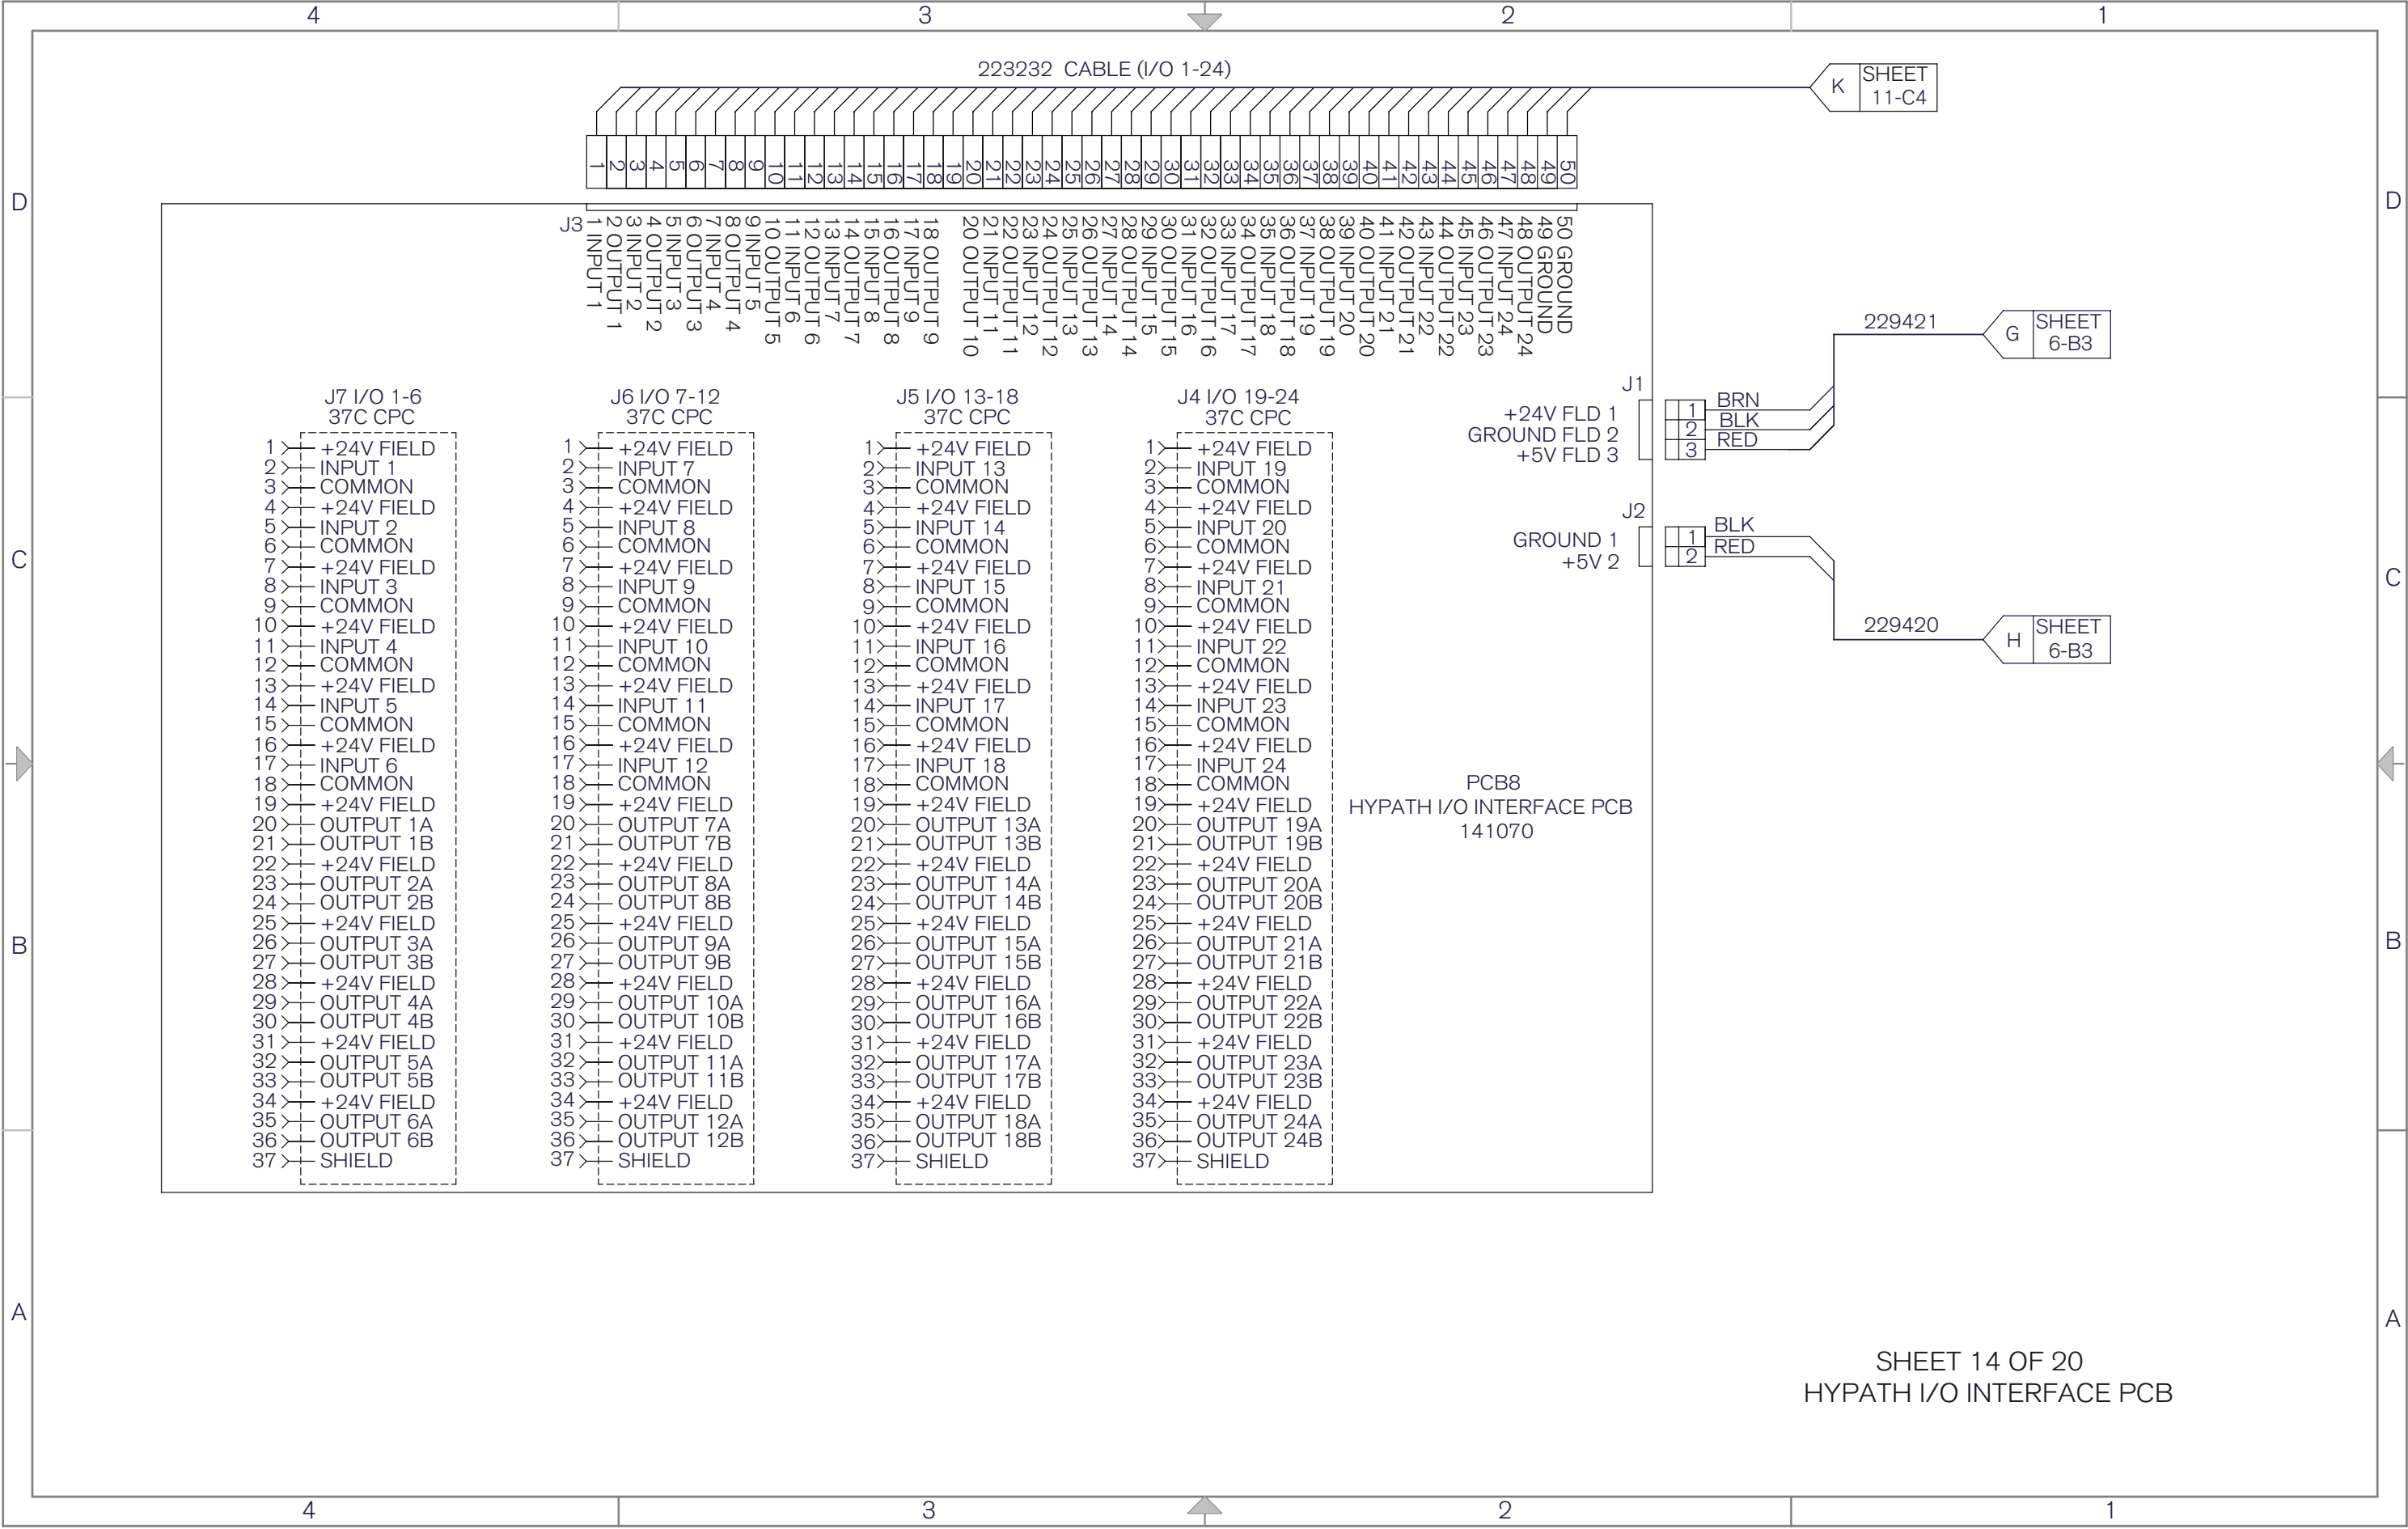 4 3 2 1
223232 CABLE (I/O 1-24)
K SHEET 11-C4
1 2 3 4 5 6 7 8 9 10 11 12 13 14 15 16 17 18 19 20 21 22 23 24 25 26 27 28 29 30 31 32 33 34 35 36 37 38 39 40 41 42 43 44 45 46 47 48 49 50
D D
J3
1 INPUT 1
2 OUTPUT 1
3 INPUT 2
4 OUTPUT 2
5 INPUT 3
6 OUTPUT 3
7 INPUT 4
8 OUTPUT 4
9 INPUT 5
10 OUTPUT 5
11 INPUT 6
12 OUTPUT 6
13 INPUT 7
14 OUTPUT 7
15 INPUT 8
16 OUTPUT 8
17 INPUT 9
18 OUTPUT 9
20 OUTPUT 10
21 INPUT 11
22 OUTPUT 11
23 INPUT 12
24 OUTPUT 12
25 INPUT 13
26 OUTPUT 13
27 INPUT 14
28 OUTPUT 14
29 INPUT 15
30 OUTPUT 15
31 INPUT 16
32 OUTPUT 16
33 INPUT 17
34 OUTPUT 17
35 INPUT 18
36 OUTPUT 18
37 INPUT 19
38 OUTPUT 19
39 INPUT 20
40 OUTPUT 20
41 INPUT 21
42 OUTPUT 21
43 INPUT 22
44 OUTPUT 22
45 INPUT 23
46 OUTPUT 23
47 INPUT 24
48 OUTPUT 24
49 GROUND
50 GROUND
J7 I/O 1-6
37C CPC
1 +24V FIELD
2 INPUT 1
3 COMMON
4 +24V FIELD
5 INPUT 2
6 COMMON
7 +24V FIELD
8 INPUT 3
9 COMMON
10 +24V FIELD
11 INPUT 4
12 COMMON
13 +24V FIELD
14 INPUT 5
15 COMMON
16 +24V FIELD
17 INPUT 6
18 COMMON
19 +24V FIELD
20 OUTPUT 1A
21 OUTPUT 1B
22 +24V FIELD
23 OUTPUT 2A
24 OUTPUT 2B
25 +24V FIELD
26 OUTPUT 3A
27 OUTPUT 3B
28 +24V FIELD
29 OUTPUT 4A
30 OUTPUT 4B
31 +24V FIELD
32 OUTPUT 5A
33 OUTPUT 5B
34 +24V FIELD
35 OUTPUT 6A
36 OUTPUT 6B
37 SHIELD
J6 I/O 7-12
37C CPC
1 +24V FIELD
2 INPUT 7
3 COMMON
4 +24V FIELD
5 INPUT 8
6 COMMON
7 +24V FIELD
8 INPUT 9
9 COMMON
10 +24V FIELD
11 INPUT 10
12 COMMON
13 +24V FIELD
14 INPUT 11
15 COMMON
16 +24V FIELD
17 INPUT 12
18 COMMON
19 +24V FIELD
20 OUTPUT 7A
21 OUTPUT 7B
22 +24V FIELD
23 OUTPUT 8A
24 OUTPUT 8B
25 +24V FIELD
26 OUTPUT 9A
27 OUTPUT 9B
28 +24V FIELD
29 OUTPUT 10A
30 OUTPUT 10B
31 +24V FIELD
32 OUTPUT 11A
33 OUTPUT 11B
34 +24V FIELD
35 OUTPUT 12A
36 OUTPUT 12B
37 SHIELD
J5 I/O 13-18
37C CPC
1 +24V FIELD
2 INPUT 13
3 COMMON
4 +24V FIELD
5 INPUT 14
6 COMMON
7 +24V FIELD
8 INPUT 15
9 COMMON
10 +24V FIELD
11 INPUT 16
12 COMMON
13 +24V FIELD
14 INPUT 17
15 COMMON
16 +24V FIELD
17 INPUT 18
18 COMMON
19 +24V FIELD
20 OUTPUT 13A
21 OUTPUT 13B
22 +24V FIELD
23 OUTPUT 14A
24 OUTPUT 14B
25 +24V FIELD
26 OUTPUT 15A
27 OUTPUT 15B
28 +24V FIELD
29 OUTPUT 16A
30 OUTPUT 16B
31 +24V FIELD
32 OUTPUT 17A
33 OUTPUT 17B
34 +24V FIELD
35 OUTPUT 18A
36 OUTPUT 18B
37 SHIELD
J4 I/O 19-24
37C CPC
1 +24V FIELD
2 INPUT 19
3 COMMON
4 +24V FIELD
5 INPUT 20
6 COMMON
7 +24V FIELD
8 INPUT 21
9 COMMON
10 +24V FIELD
11 INPUT 22
12 COMMON
13 +24V FIELD
14 INPUT 23
15 COMMON
16 +24V FIELD
17 INPUT 24
18 COMMON
19 +24V FIELD
20 OUTPUT 19A
21 OUTPUT 19B
22 +24V FIELD
23 OUTPUT 20A
24 OUTPUT 20B
25 +24V FIELD
26 OUTPUT 21A
27 OUTPUT 21B
28 +24V FIELD
29 OUTPUT 22A
30 OUTPUT 22B
31 +24V FIELD
32 OUTPUT 23A
33 OUTPUT 23B
34 +24V FIELD
35 OUTPUT 24A
36 OUTPUT 24B
37 SHIELD
229421
G SHEET 6-B3
J1
+24V FLD 1 1 BRN
GROUND FLD 2 2 BLK
+5V FLD 3 3 RED
J2
GROUND 1 1 BLK
+5V 2 2 RED
229420
H SHEET 6-B3
C C
PCB8
HYPATH I/O INTERFACE PCB
141070
B B
A A
SHEET 14 OF 20
HYPATH I/O INTERFACE PCB
4 3 2 1